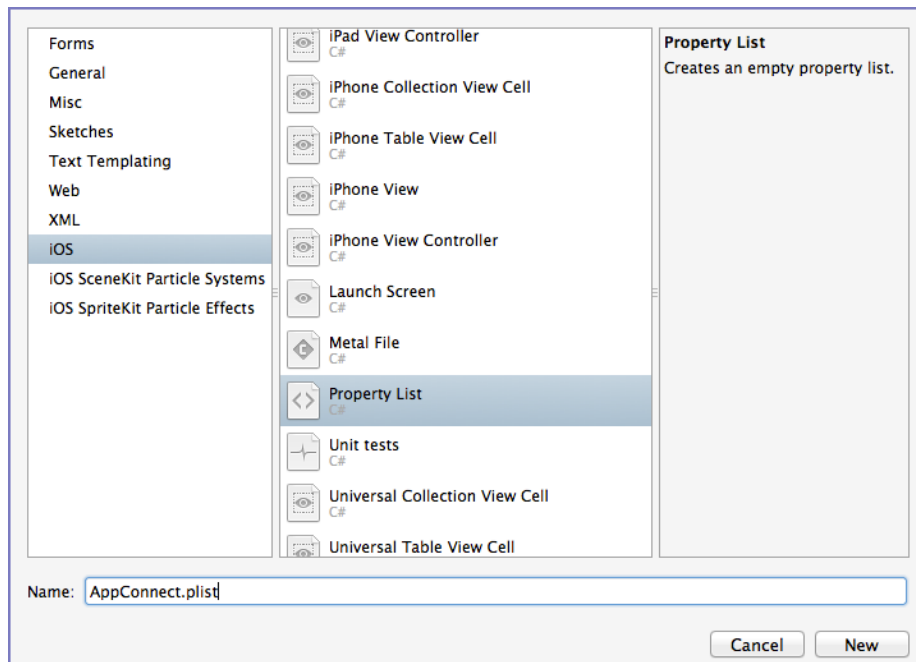 Forms
General
Misc
Sketches
Text Templating
Web
XML
iOS
iOS SceneKit Particle Systems
iOS SpriteKit Particle Effects
iPad View Controller
C#
iPhone Collection View Cell
C#
iPhone Table View Cell
C#
iPhone View
C#
iPhone View Controller
C#
Launch Screen
C#
Metal File
C#
Property List
C#
Unit tests
C#
Universal Collection View Cell
C#
Universal Table View Cell
Property List
Creates an empty property list.
Name: AppConnect.plist
Cancel New